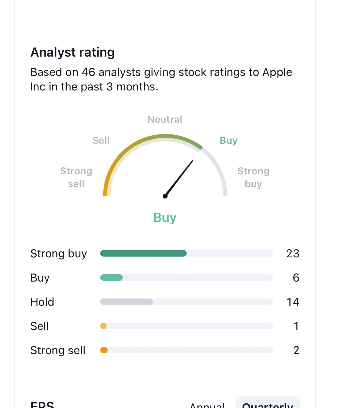 Analyst rating
Based on 46 analysts giving stock ratings to Apple
Inc in the past 3 months.
Neutral
Sell
Buy
Strong
sell
Strong
buy
Buy
Strong buy 23
Buy 6
Hold 14
Sell 1
Strong sell 2
EPS Annual Quarterly